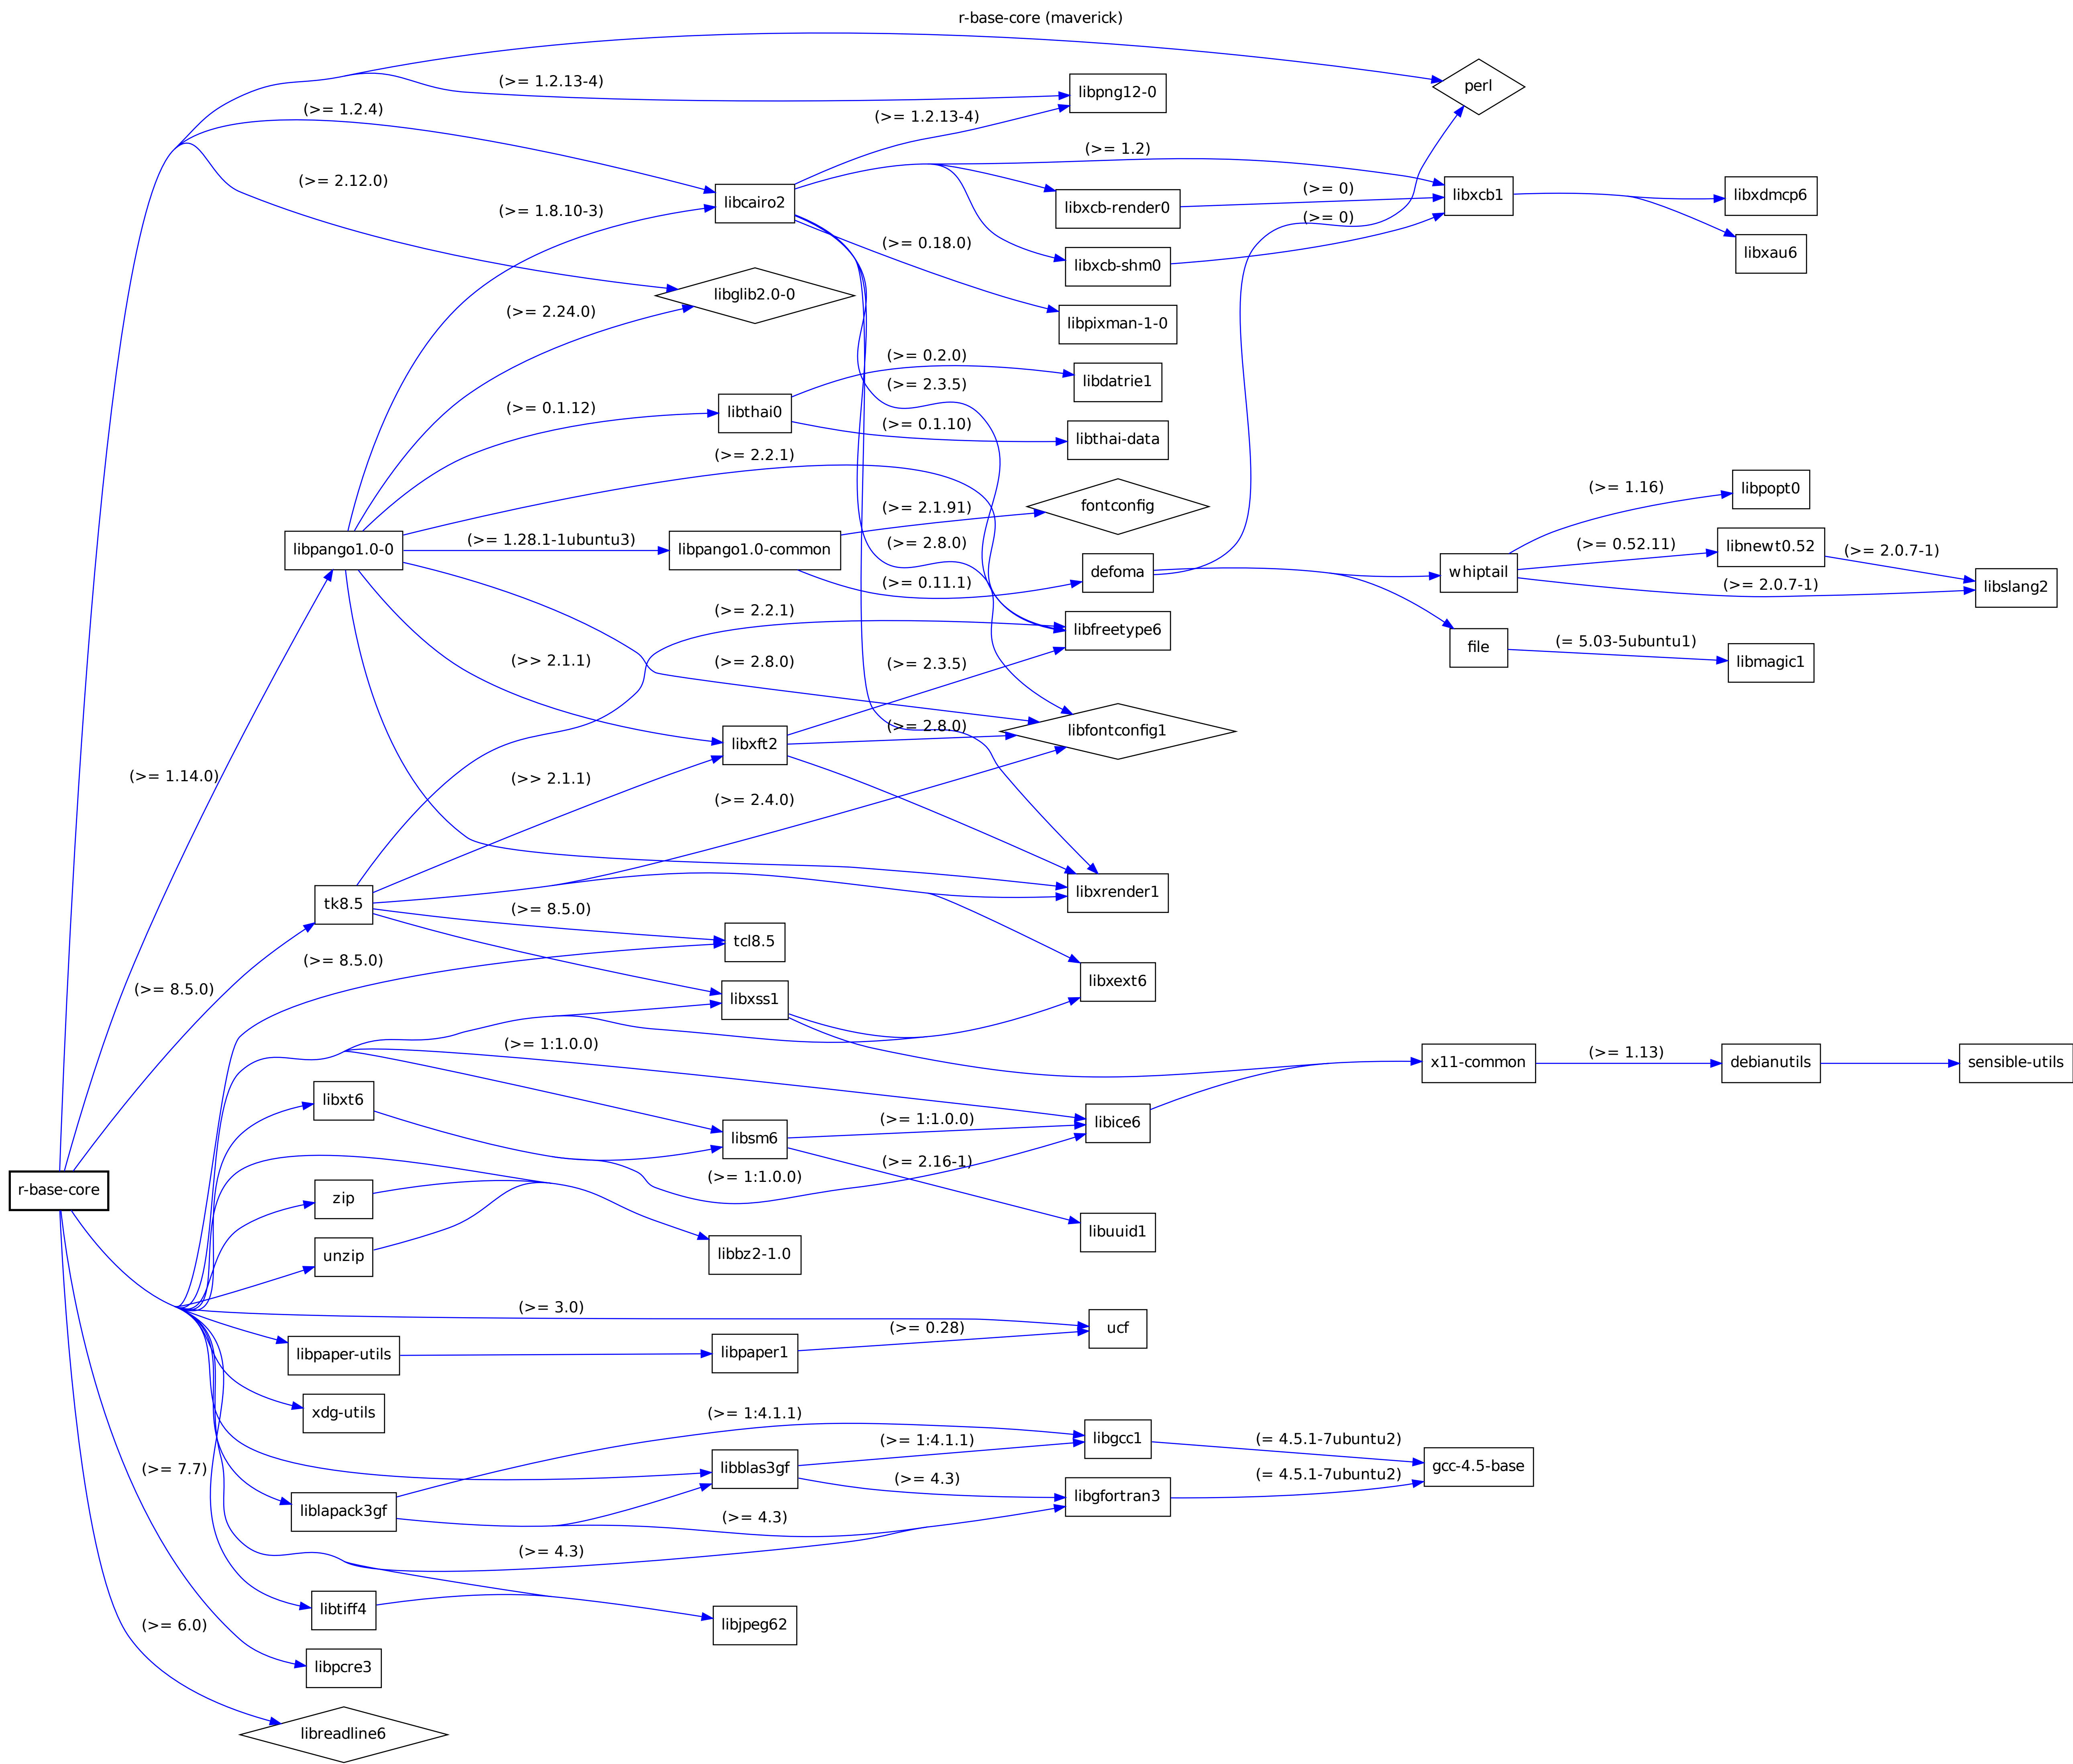 r-base-core (maverick)
(>= 1.2.13-4)
perl
libpng12-0
(>= 1.2.4)
(>= 1.2.13-4)
(>= 1.2)
(>= 2.12.0)
(>= 0)
libxcb1
libxdmcp6
libcairo2
libxcb-render0
(>= 1.8.10-3)
(>= 0)
(>= 0.18.0)
libxau6
libxcb-shm0
libglib2.0-0
(>= 2.24.0)
libpixman-1-0
(>= 0.2.0)
libdatrie1
(>= 2.3.5)
(>= 0.1.12)
libthai0
(>= 0.1.10)
libthai-data
(>= 2.2.1)
(>= 1.16)
libpopt0
(>= 2.1.91)
fontconfig
(>= 1.28.1-1ubuntu3)
libpango1.0-0
libpango1.0-common
(>= 2.8.0)
(>= 0.52.11)
libnewt0.52
(>= 2.0.7-1)
(>= 0.11.1)
defoma
whiptail
(>= 2.0.7-1)
libslang2
(>= 2.2.1)
libfreetype6
(= 5.03-5ubuntu1)
file
(>> 2.1.1)
(>= 2.8.0)
(>= 2.3.5)
libmagic1
(>= 2.8.0)
libfontconfig1
libxft2
(>= 1.14.0)
(>> 2.1.1)
(>= 2.4.0)
libxrender1
tk8.5
(>= 8.5.0)
tcl8.5
(>= 8.5.0)
libxext6
(>= 8.5.0)
libxss1
(>= 1:1.0.0)
(>= 1.13)
x11-common
debianutils
sensible-utils
libxt6
(>= 1:1.0.0)
libice6
libsm6
(>= 2.16-1)
(>= 1:1.0.0)
r-base-core
zip
libuuid1
unzip
libbz2-1.0
(>= 3.0)
(>= 0.28)
ucf
libpaper-utils
libpaper1
xdg-utils
(>= 1:4.1.1)
(>= 1:4.1.1)
libgcc1
(= 4.5.1-7ubuntu2)
(>= 7.7)
libblas3gf
(>= 4.3)
(= 4.5.1-7ubuntu2)
gcc-4.5-base
libgfortran3
liblapack3gf
(>= 4.3)
(>= 4.3)
libtiff4
(>= 6.0)
libjpeg62
libpcre3
libreadline6